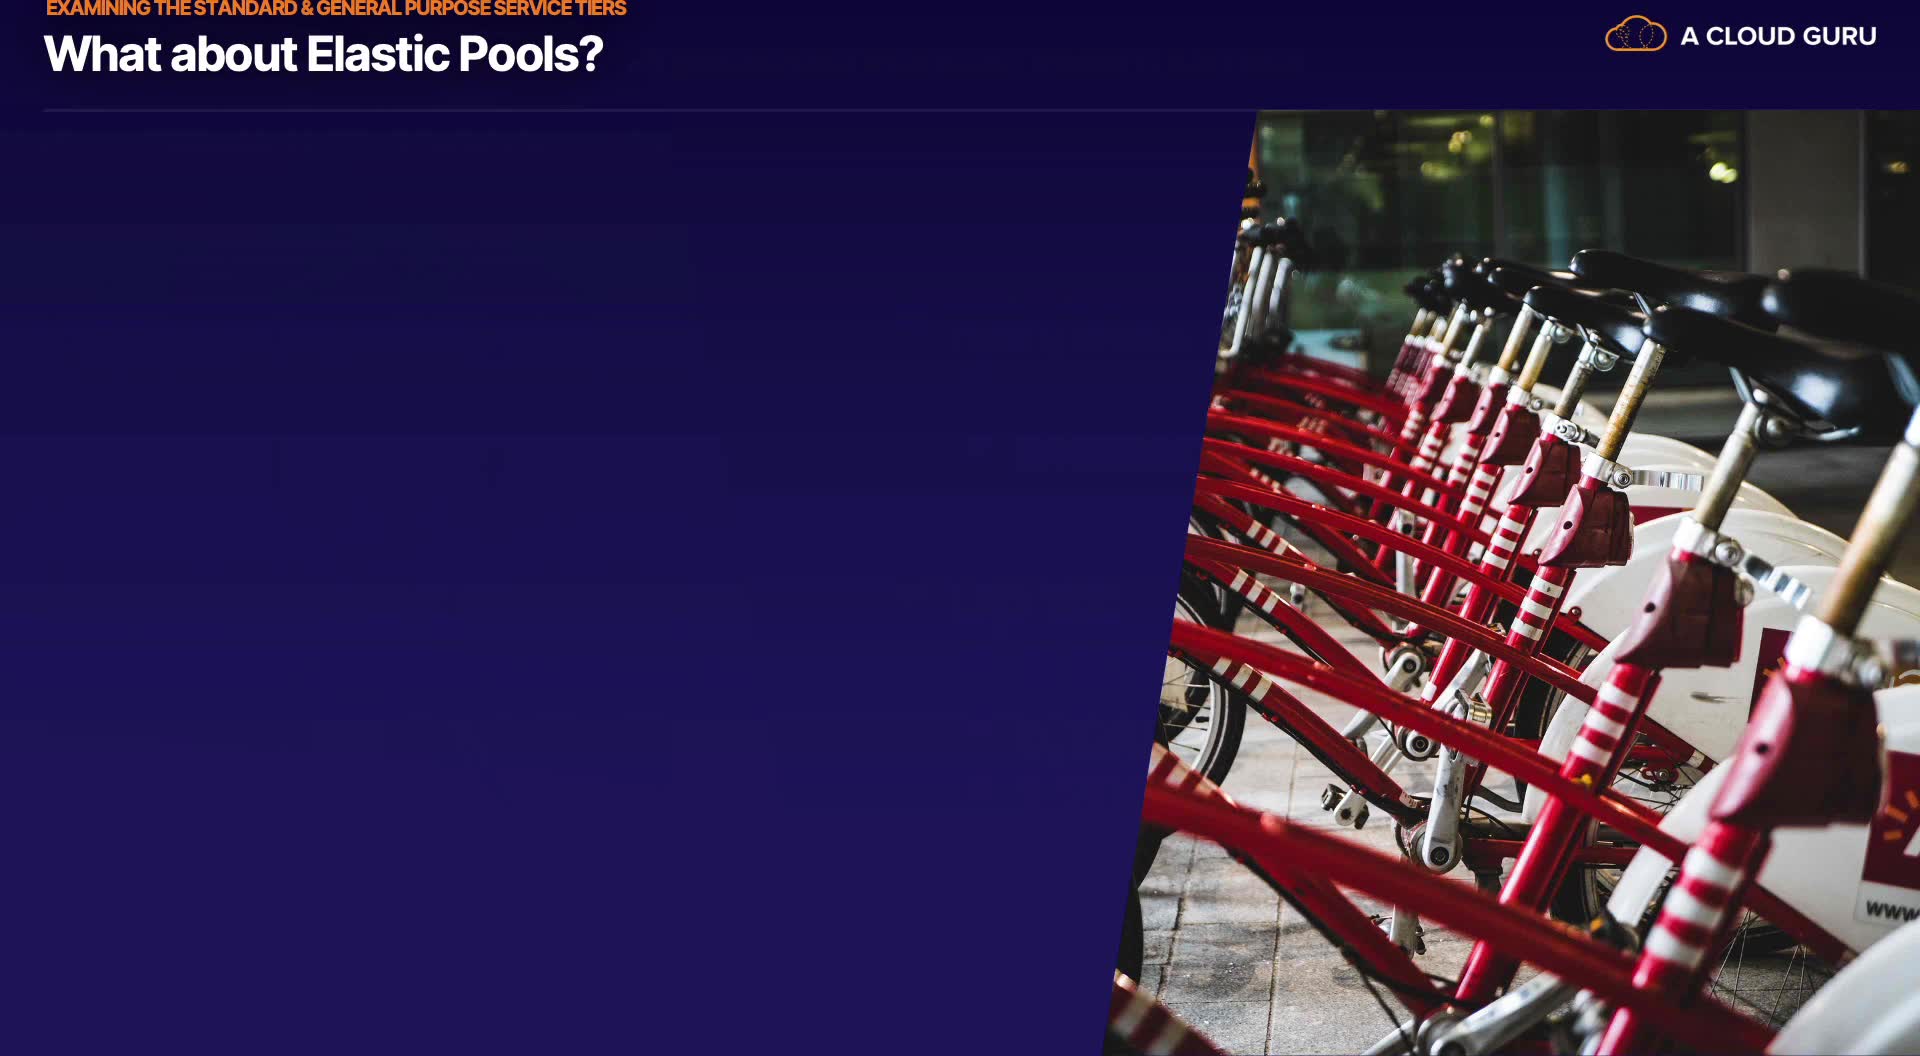 EXAMINING THE STANDARD & GENERAL PURPOSE SERVICE TIERS
What about Elastic Pools?
A CLOUD GURU
www.